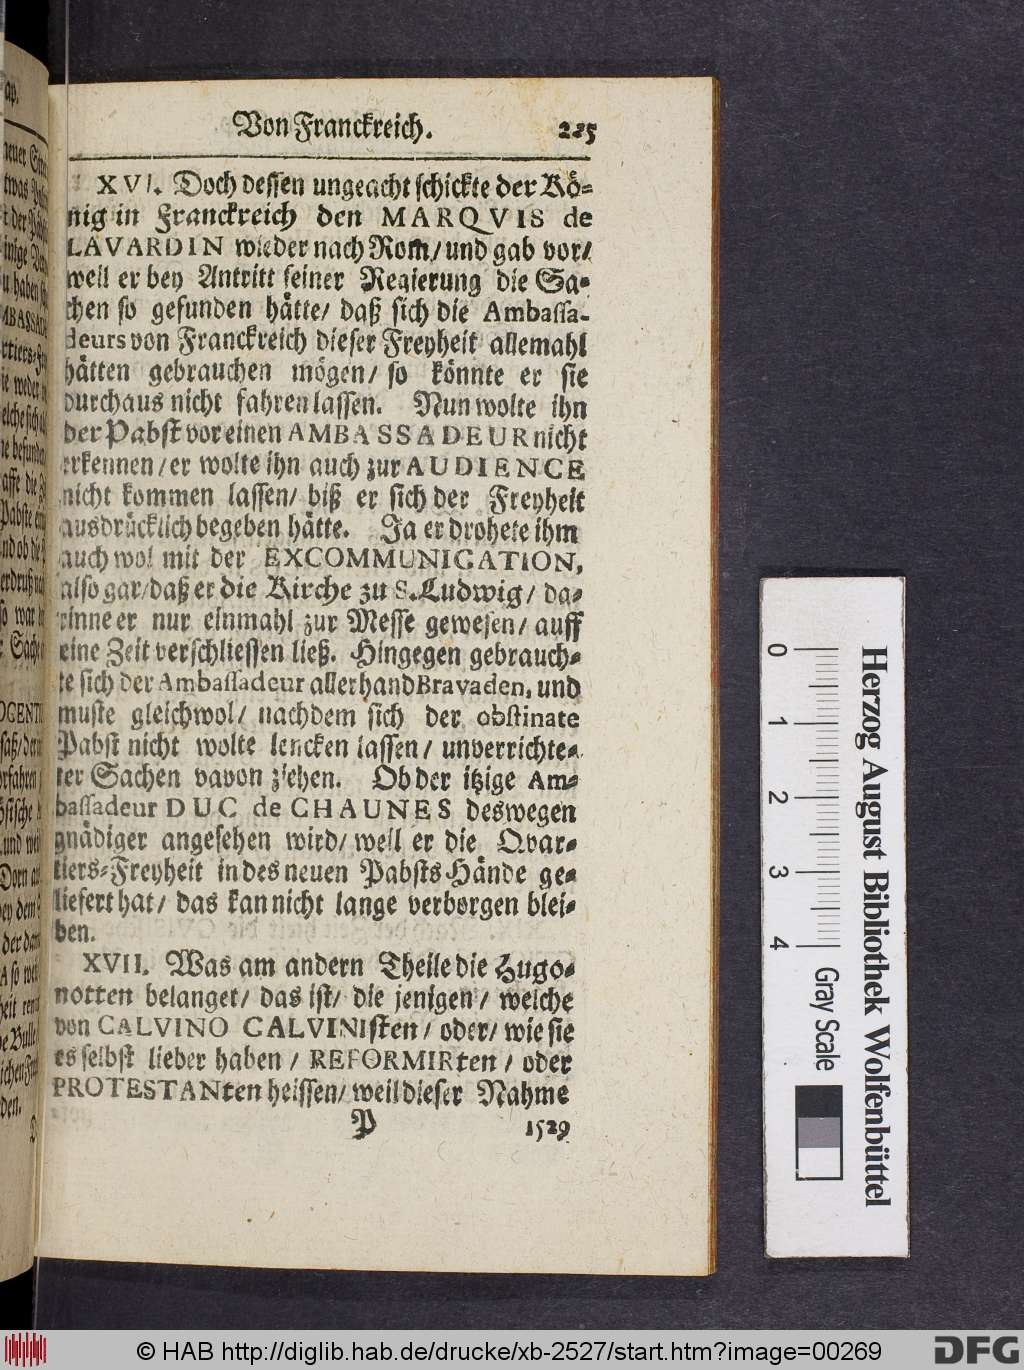 Von Franckreich. 225
XVI. Doch dessen ungeacht schickte der Kö-
nig in Franckreich den MARQVIS de
LAVARDIN wieder nach Rom/ und gab vor/
weil er bey Antritt seiner Regierung die Sa-
chen so gefunden hätte/ daß sich die Ambassa-
deurs von Franckreich dieser Freyheit allemahl
hätten gebrauchen mögen/ so könnte er sie
durchaus nicht fahren lassen. Nun wolte ihn
der Pabst vor einen AMBASSADEUR nicht
erkennen/ er wolte ihn auch zur AUDIENCE
nicht kommen lassen/ biß er sich der Freyheit
ausdrücklich begeben hätte. Ja er drohete ihm
auch wol mit der EXCOMMUNICATION,
also gar/ daß er die Kirche zu S. Ludwig/ da-
rinne er nur einmahl zur Messe gewesen/ auff
eine Zeit verschliessen ließ. Hingegen gebrauch-
te sich der Ambassadeur allerhand Bravaden, und
muste gleichwol/ nachdem sich der obstinate
Pabst nicht wolte lencken lassen/ unverrichte-
ter Sachen davon ziehen. Ob der itzige Am-
bassadeur DUC de CHAUNES deswegen
gnädiger angesehen wird/ weil er die Qvar-
tiers-Freyheit in des neuen Pabsts Hände ge-
liefert hat/ das kan nicht lange verborgen blei-
ben.
XVII. Was am andern Theile die Hugo-
notten belanget/ das ist/ die jenigen/ welche
von CALVINO CALVINIsten/ oder/ wie sie
es selbst lieber haben/ REFORMIRten/ oder
PROTESTANten heissen/ weil dieser Nahme
P 1529
0 1 2 3 4
Gray Scale
Herzog August Bibliothek Wolfenbüttel
© HAB http://diglib.hab.de/drucke/xb-2527/start.htm?image=00269
DFG